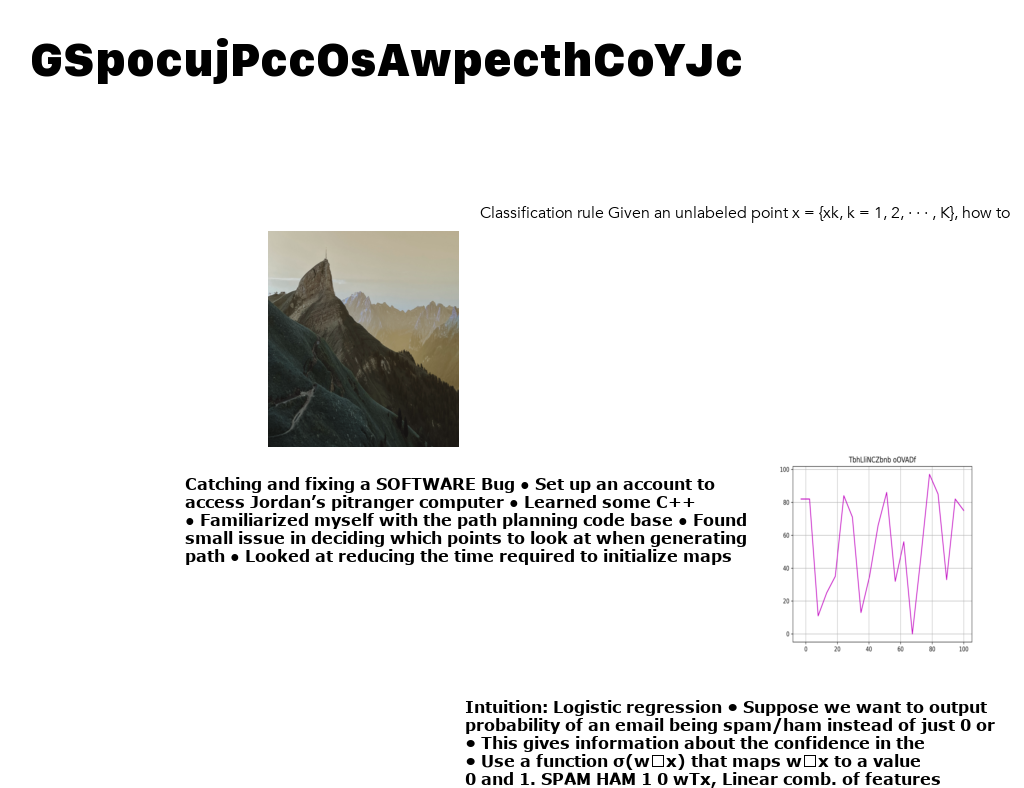 GSpocujPccOsAwpecthCoYJc
Classification rule Given an unlabeled point x = {xk, k = 1, 2, · · · , K}, how to
Catching and fixing a SOFTWARE Bug ● Set up an account to
access Jordan’s pitranger computer ● Learned some C++
● Familiarized myself with the path planning code base ● Found
small issue in deciding which points to look at when generating
path ● Looked at reducing the time required to initialize maps
TbhLliNCZbnb oOVADf
100
80
60
40
20
0
0 20 40 60 80 100
Intuition: Logistic regression ● Suppose we want to output
probability of an email being spam/ham instead of just 0 or
● This gives information about the confidence in the
● Use a function σ(w□x) that maps w□x to a value
0 and 1. SPAM HAM 1 0 wTx, Linear comb. of features